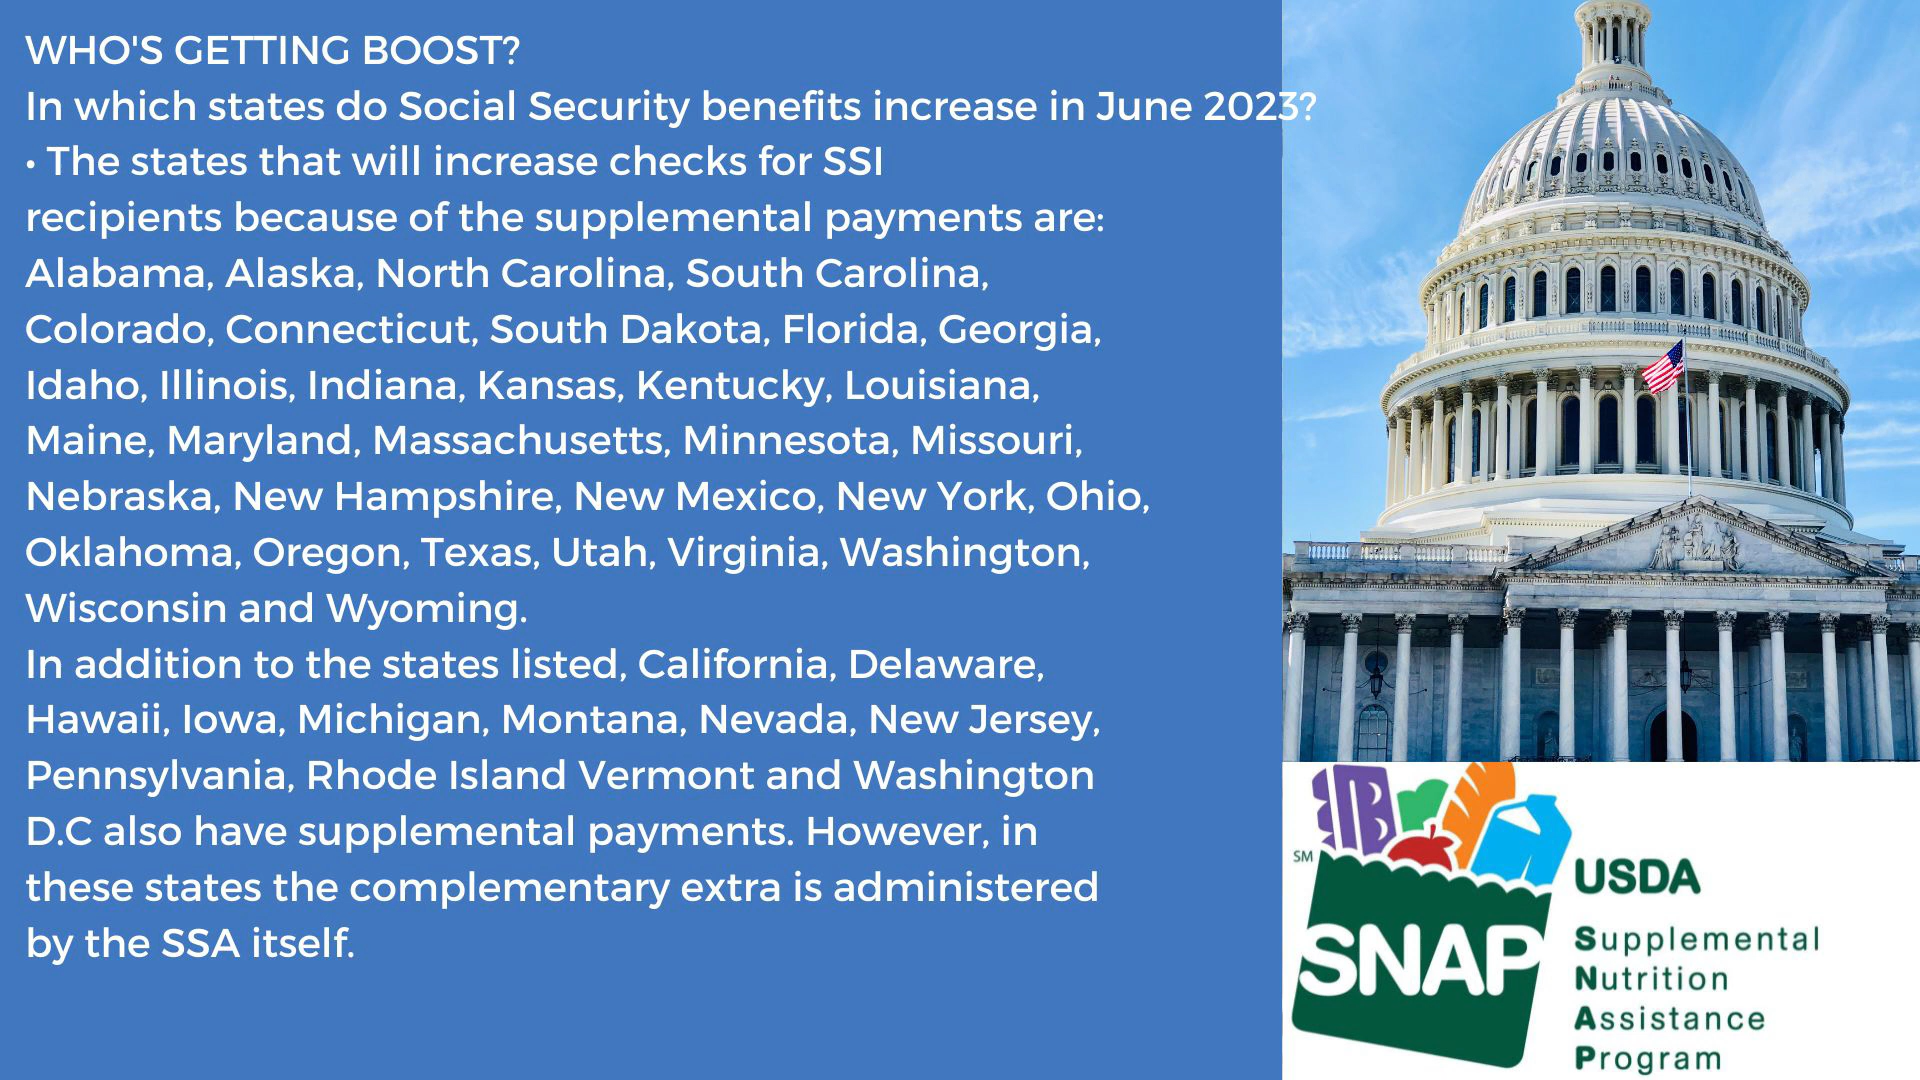 WHO'S GETTING BOOST?
In which states do Social Security benefits increase in June 2023?
• The states that will increase checks for SSI
recipients because of the supplemental payments are:
Alabama, Alaska, North Carolina, South Carolina,
Colorado, Connecticut, South Dakota, Florida, Georgia,
Idaho, Illinois, Indiana, Kansas, Kentucky, Louisiana,
Maine, Maryland, Massachusetts, Minnesota, Missouri,
Nebraska, New Hampshire, New Mexico, New York, Ohio,
Oklahoma, Oregon, Texas, Utah, Virginia, Washington,
Wisconsin and Wyoming.
In addition to the states listed, California, Delaware,
Hawaii, Iowa, Michigan, Montana, Nevada, New Jersey,
Pennsylvania, Rhode Island Vermont and Washington
D.C also have supplemental payments. However, in
these states the complementary extra is administered
by the SSA itself.
SM
SNAP
USDA
Supplemental
Nutrition
Assistance
Program